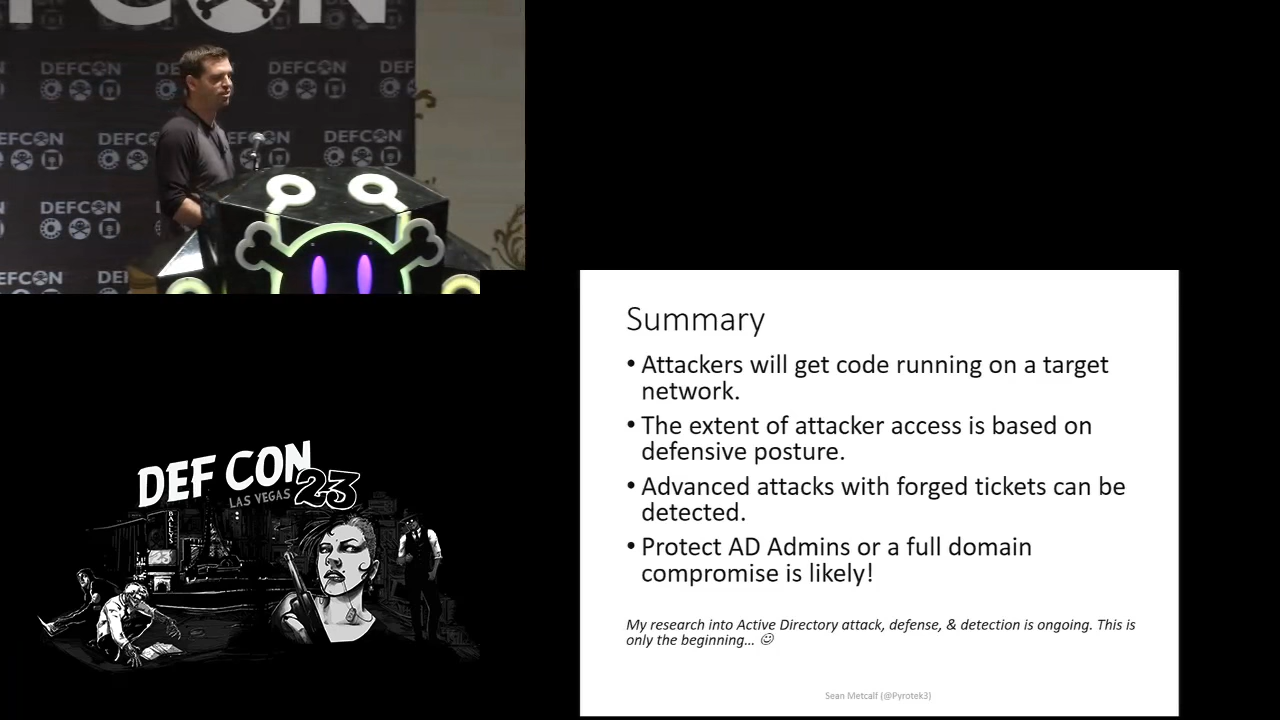 DEFCON
DEFCON
DEFCON
DEFCON
DEFCON
DEFCON
DEFCON
DEF CON 23
LAS VEGAS
BALLYS
Summary
• Attackers will get code running on a target
network.
• The extent of attacker access is based on
defensive posture.
• Advanced attacks with forged tickets can be
detected.
• Protect AD Admins or a full domain
compromise is likely!
My research into Active Directory attack, defense, & detection is ongoing. This is
only the beginning... ☺
Sean Metcalf (@Pyrotek3)